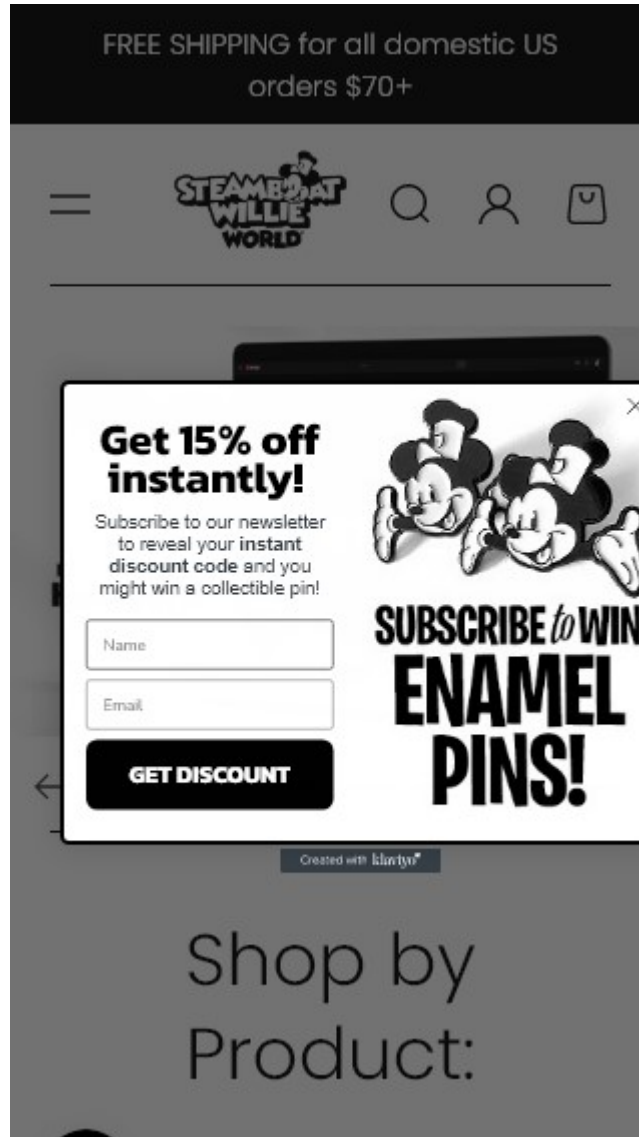 FREE SHIPPING for all domestic US
orders $70+
STEAMBOAT
WILLIE
WORLD
Get 15% off
instantly!
Subscribe to our newsletter
to reveal your instant
discount code and you
might win a collectible pin!
Name
Email
GET DISCOUNT
SUBSCRIBE to WIN
ENAMEL
PINS!
Created with klaviyo
Shop by
Product: